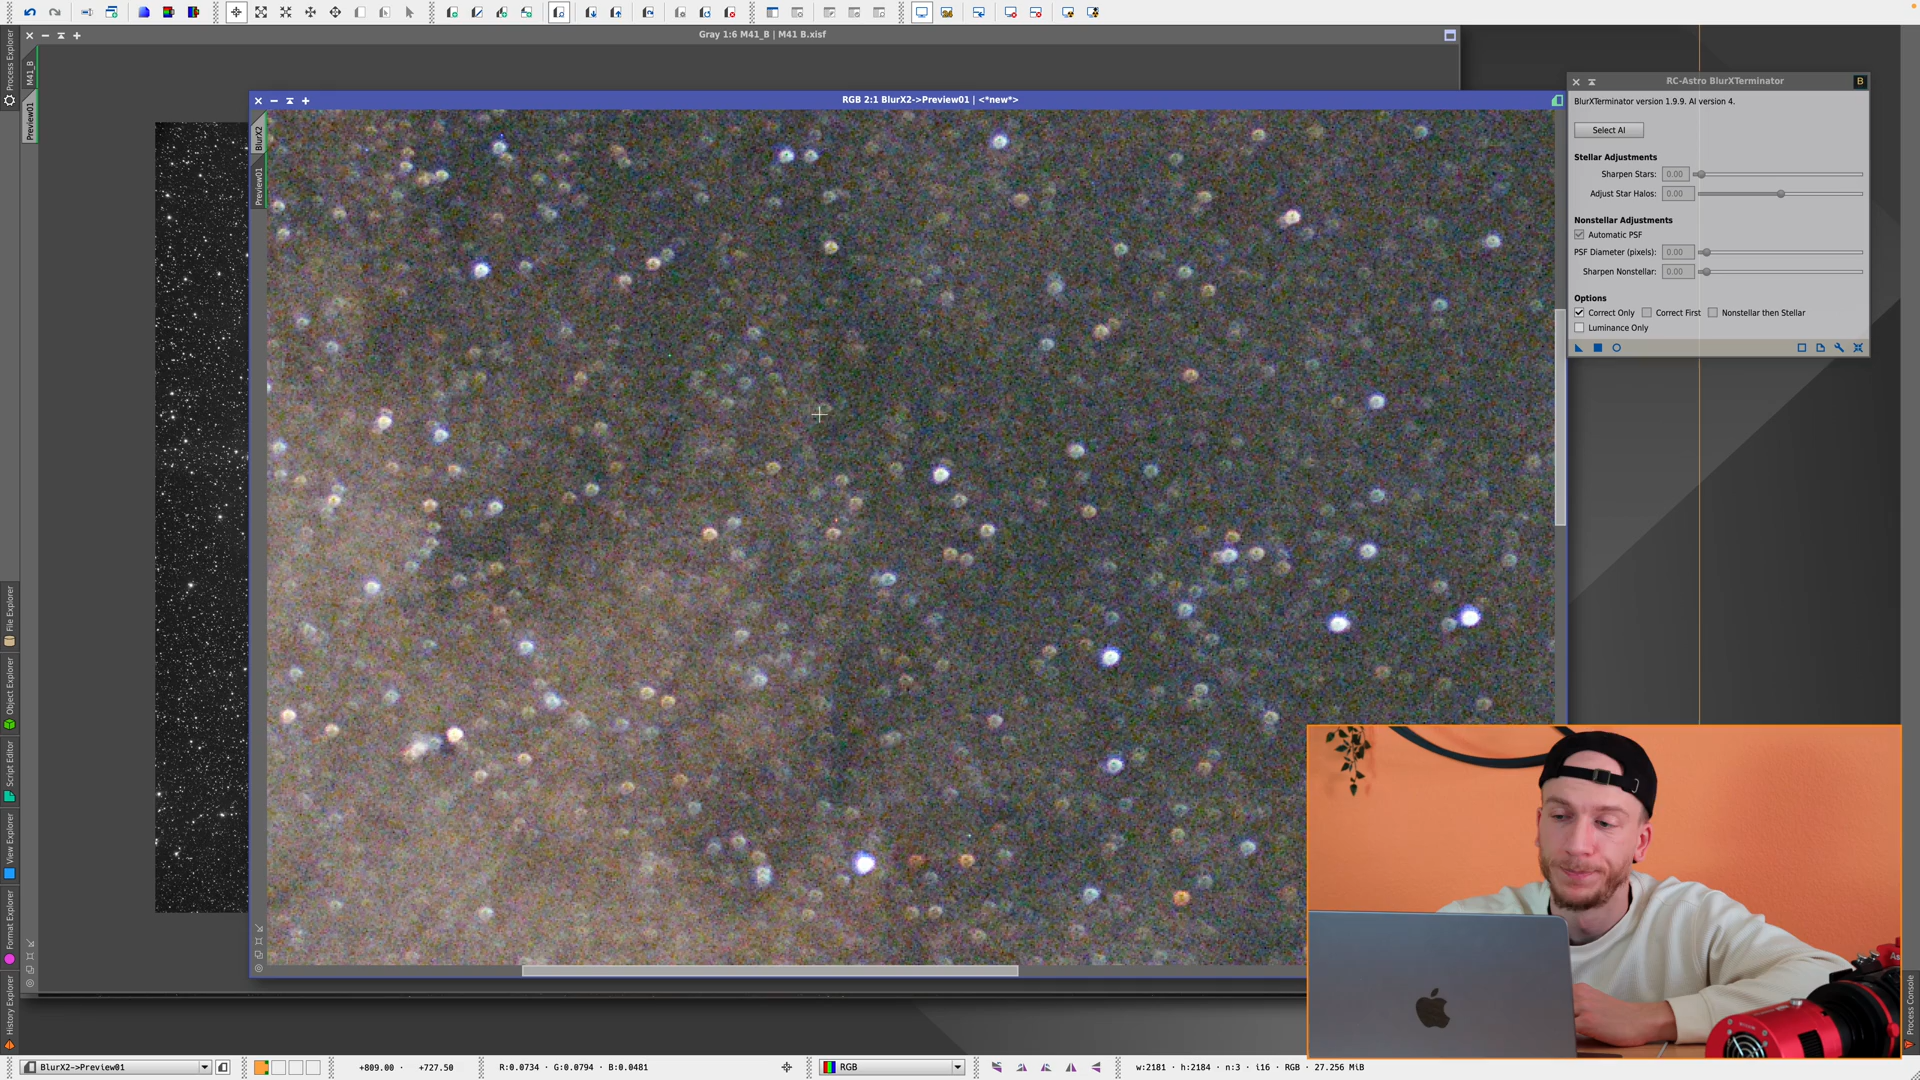 Gray 1:6 M41_B | M41 B.xisf
RGB 2:1 BlurX2->Preview01 | <*new*>
Process Explorer
M41_B
Preview01
BlurX2
Preview01
File Explorer
Object Explorer
Script Editor
View Explorer
Format Explorer
History Explorer
RC-Astro BlurXTerminator
B
BlurXTerminator version 1.9.9. AI version 4.
Select AI
Stellar Adjustments
Sharpen Stars: 0.00
Adjust Star Halos: 0.00
Nonstellar Adjustments
Automatic PSF
PSF Diameter (pixels): 0.00
Sharpen Nonstellar: 0.00
Options
Correct Only Correct First Nonstellar then Stellar
Luminance Only
Process Console
BlurX2->Preview01
+809.00 · +727.50
R:0.0734 · G:0.0794 · B:0.0481
RGB
w:2181 · h:2184 · n:3 · i16 · RGB · 27.256 MiB